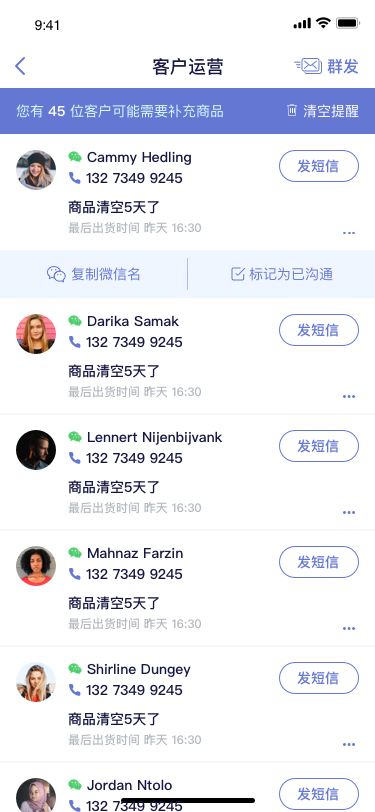 9:41
客户运营
群发
您有 45 位客户可能需要补充商品
清空提醒
Cammy Hedling
132 7349 9245
发短信
商品清空5天了
最后出货时间 昨天 16:30
复制微信名
标记为已沟通
Darika Samak
132 7349 9245
发短信
商品清空5天了
最后出货时间 昨天 16:30
Lennert Nijenbijvank
132 7349 9245
发短信
商品清空5天了
最后出货时间 昨天 16:30
Mahnaz Farzin
132 7349 9245
发短信
商品清空5天了
最后出货时间 昨天 16:30
Shirline Dungey
132 7349 9245
发短信
商品清空5天了
最后出货时间 昨天 16:30
Jordan Ntolo
132 7349 9245
发短信